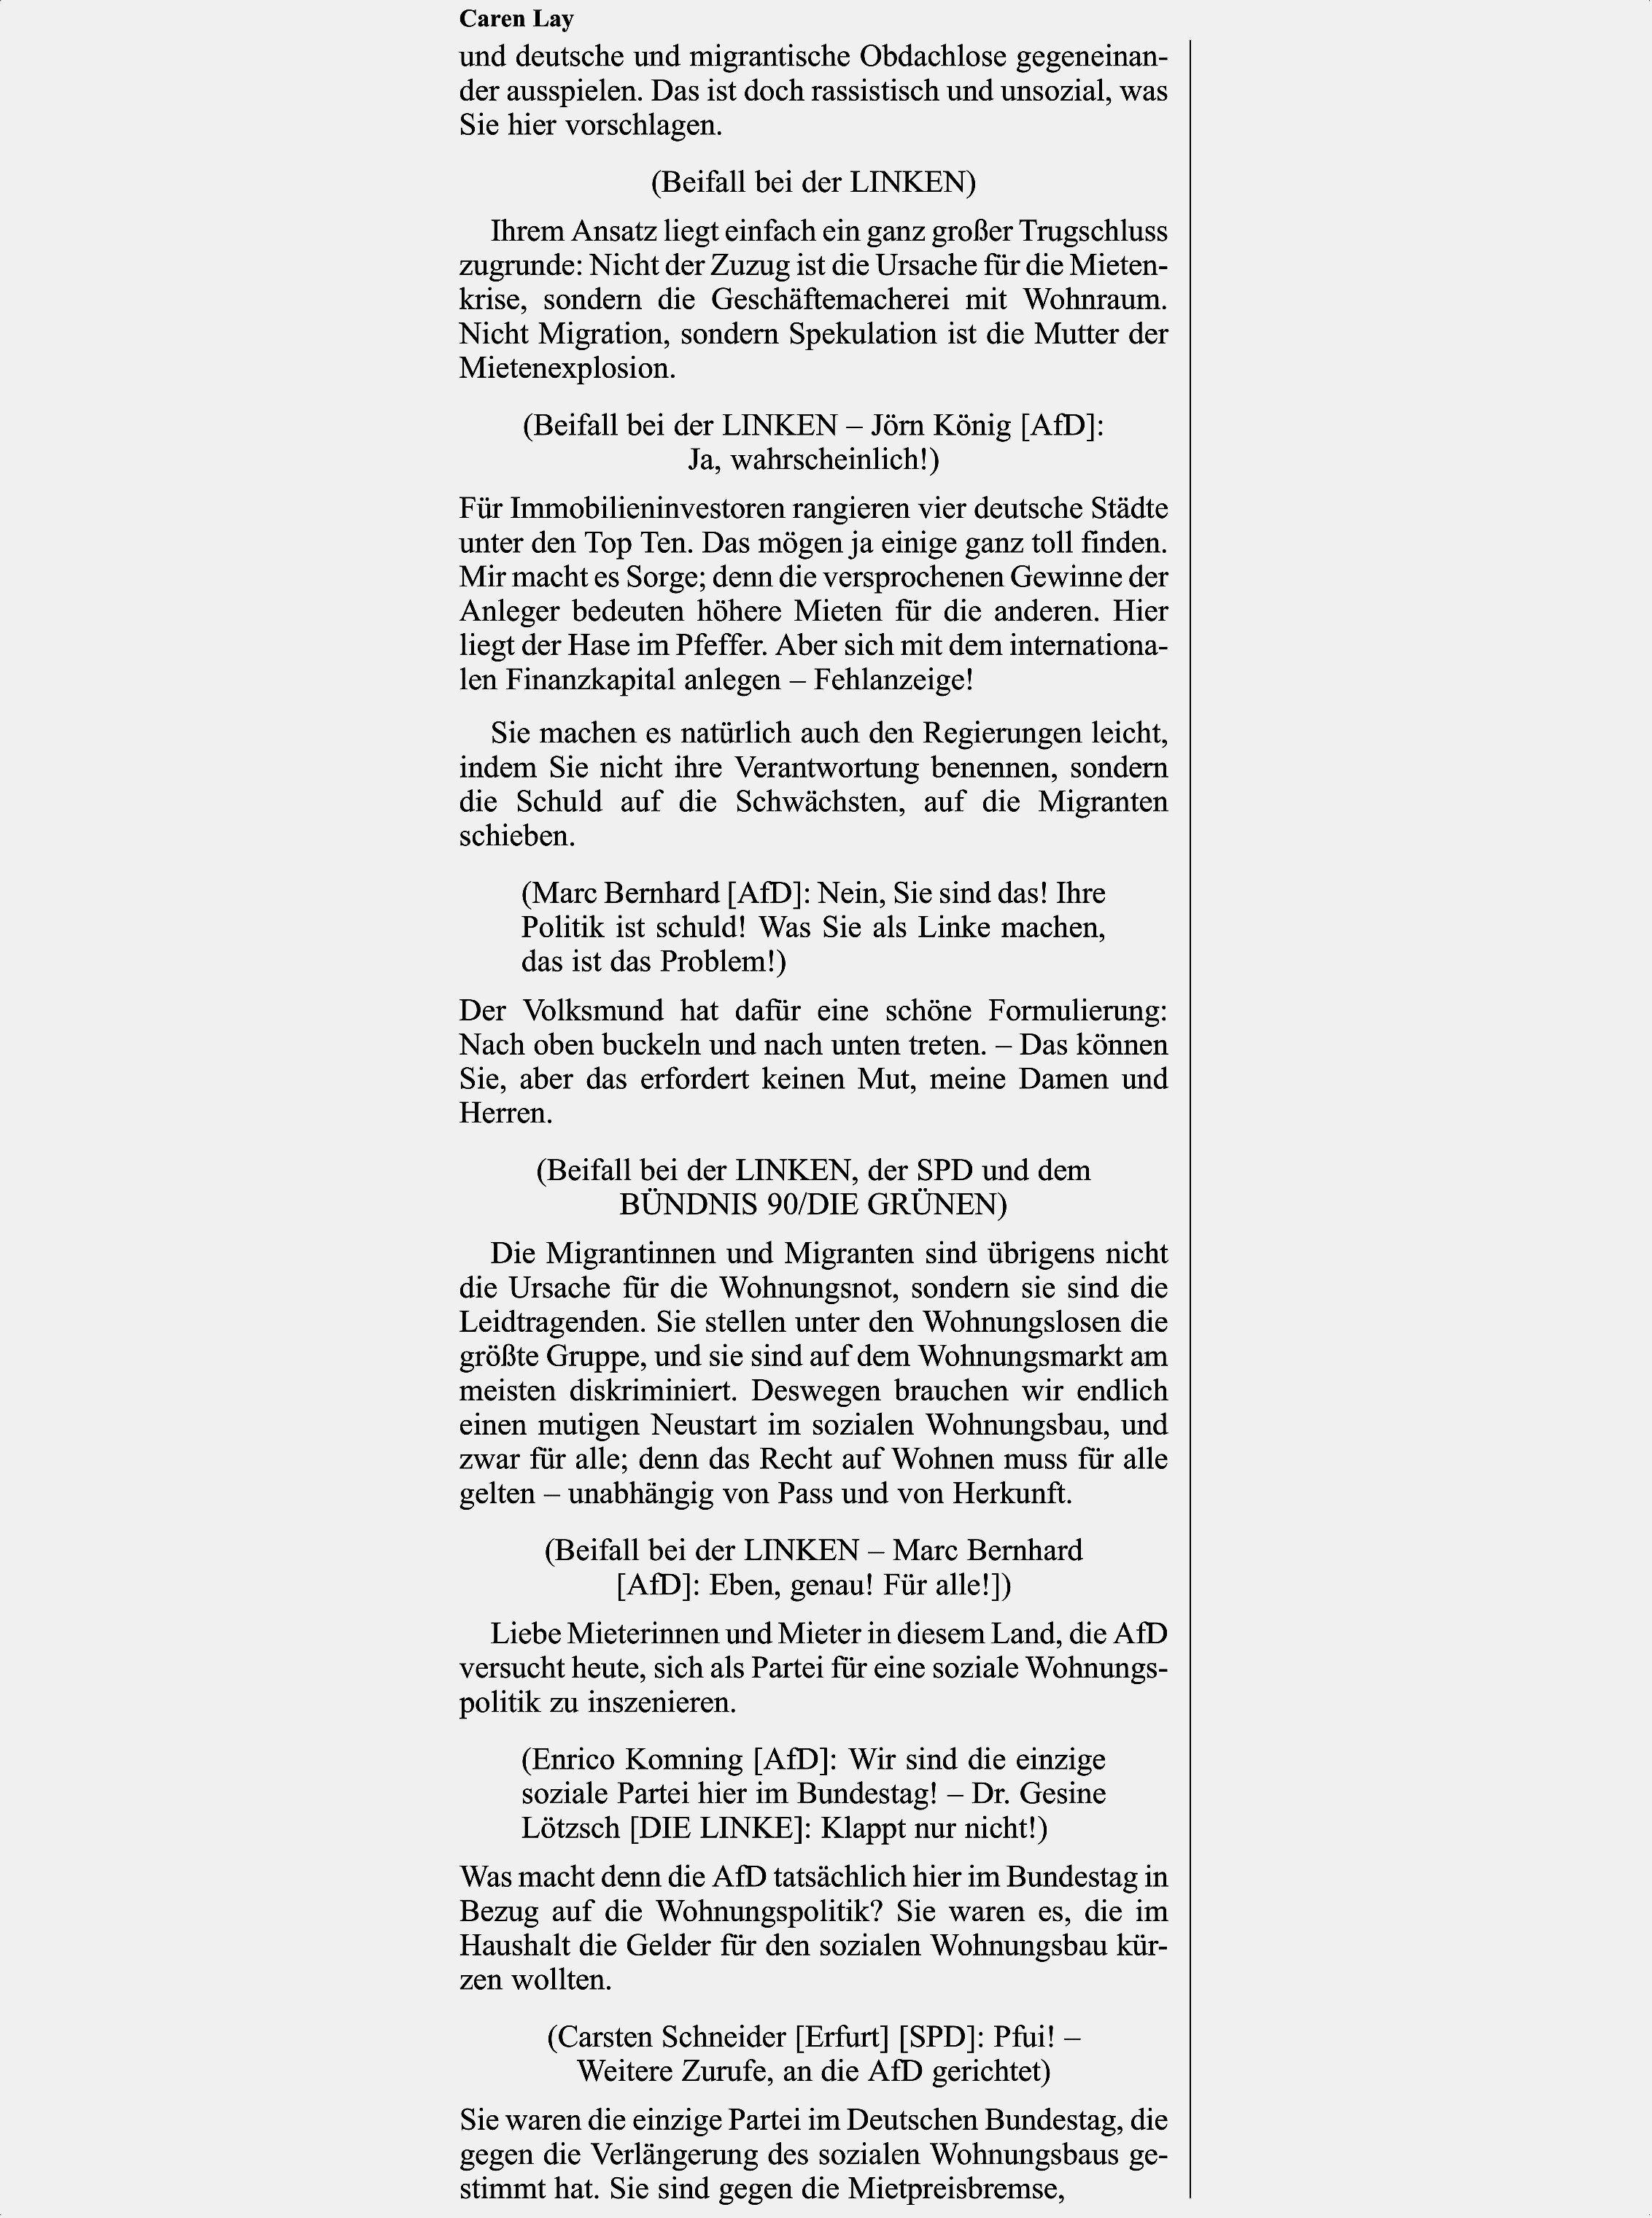 Caren Lay
und deutsche und migrantische Obdachlose gegeneinan-
der ausspielen. Das ist doch rassistisch und unsozial, was
Sie hier vorschlagen.
(Beifall bei der LINKEN)
Ihrem Ansatz liegt einfach ein ganz großer Trugschluss
zugrunde: Nicht der Zuzug ist die Ursache für die Mieten-
krise, sondern die Geschäftemacherei mit Wohnraum.
Nicht Migration, sondern Spekulation ist die Mutter der
Mietenexplosion.
(Beifall bei der LINKEN – Jörn König [AfD]:
Ja, wahrscheinlich!)
Für Immobilieninvestoren rangieren vier deutsche Städte
unter den Top Ten. Das mögen ja einige ganz toll finden.
Mir macht es Sorge; denn die versprochenen Gewinne der
Anleger bedeuten höhere Mieten für die anderen. Hier
liegt der Hase im Pfeffer. Aber sich mit dem internationa-
len Finanzkapital anlegen – Fehlanzeige!
Sie machen es natürlich auch den Regierungen leicht,
indem Sie nicht ihre Verantwortung benennen, sondern
die Schuld auf die Schwächsten, auf die Migranten
schieben.
(Marc Bernhard [AfD]: Nein, Sie sind das! Ihre
Politik ist schuld! Was Sie als Linke machen,
das ist das Problem!)
Der Volksmund hat dafür eine schöne Formulierung:
Nach oben buckeln und nach unten treten. – Das können
Sie, aber das erfordert keinen Mut, meine Damen und
Herren.
(Beifall bei der LINKEN, der SPD und dem
BÜNDNIS 90/DIE GRÜNEN)
Die Migrantinnen und Migranten sind übrigens nicht
die Ursache für die Wohnungsnot, sondern sie sind die
Leidtragenden. Sie stellen unter den Wohnungslosen die
größte Gruppe, und sie sind auf dem Wohnungsmarkt am
meisten diskriminiert. Deswegen brauchen wir endlich
einen mutigen Neustart im sozialen Wohnungsbau, und
zwar für alle; denn das Recht auf Wohnen muss für alle
gelten – unabhängig von Pass und von Herkunft.
(Beifall bei der LINKEN – Marc Bernhard
[AfD]: Eben, genau! Für alle!])
Liebe Mieterinnen und Mieter in diesem Land, die AfD
versucht heute, sich als Partei für eine soziale Wohnungs-
politik zu inszenieren.
(Enrico Komning [AfD]: Wir sind die einzige
soziale Partei hier im Bundestag! – Dr. Gesine
Lötzsch [DIE LINKE]: Klappt nur nicht!)
Was macht denn die AfD tatsächlich hier im Bundestag in
Bezug auf die Wohnungspolitik? Sie waren es, die im
Haushalt die Gelder für den sozialen Wohnungsbau kür-
zen wollten.
(Carsten Schneider [Erfurt] [SPD]: Pfui! –
Weitere Zurufe, an die AfD gerichtet)
Sie waren die einzige Partei im Deutschen Bundestag, die
gegen die Verlängerung des sozialen Wohnungsbaus ge-
stimmt hat. Sie sind gegen die Mietpreisbremse,